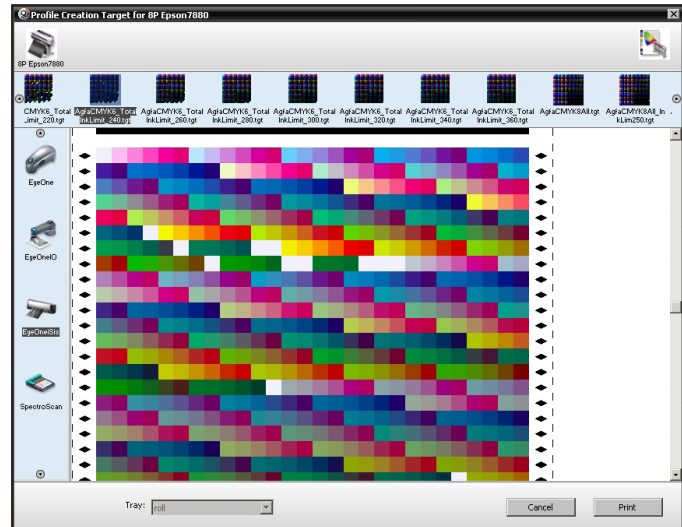 Profile Creation Target for 8P Epson7880
8P Epson7880
CMYK6_Total AgfaCMYK6_Total AgfaCMYK6_Total AgfaCMYK6_Total AgfaCMYK6_Total AgfaCMYK6_Total AgfaCMYK6_Total AgfaCMYK6_Total AgfaCMYK8All.tgt AgfaCMYK8All_In
.imit_220.tgt InkLimit_240.tgt InkLimit_260.tgt InkLimit_280.tgt InkLimit_300.tgt InkLimit_320.tgt InkLimit_340.tgt InkLimit_360.tgt kLim250.tgt
EyeOne
EyeOneIO
EyeOneiSis
SpectroScan
Tray: roll Cancel Print